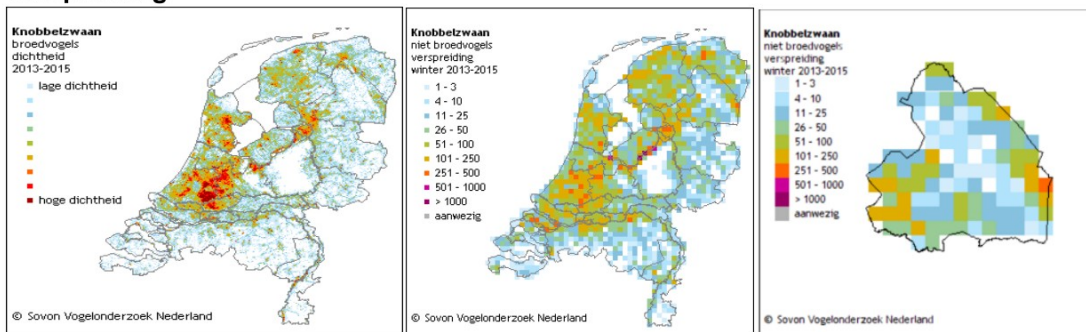 Knobbelzwaan
broedvogels
dichtheid
2013-2015
lage dichtheid
hoge dichtheid
© Sovon Vogelonderzoek Nederland
Knobbelzwaan
niet broedvogels
verspreiding
winter 2013-2015
1 - 3
4 - 10
11 - 25
26 - 50
51 - 100
101 - 250
251 - 500
501 - 1000
> 1000
aanwezig
© Sovon Vogelonderzoek Nederland
Knobbelzwaan
niet broedvogels
verspreiding
winter 2013-2015
1 - 3
4 - 10
11 - 25
26 - 50
51 - 100
101 - 250
251 - 500
501 - 1000
> 1000
aanwezig
© Sovon Vogelonderzoek Nederland